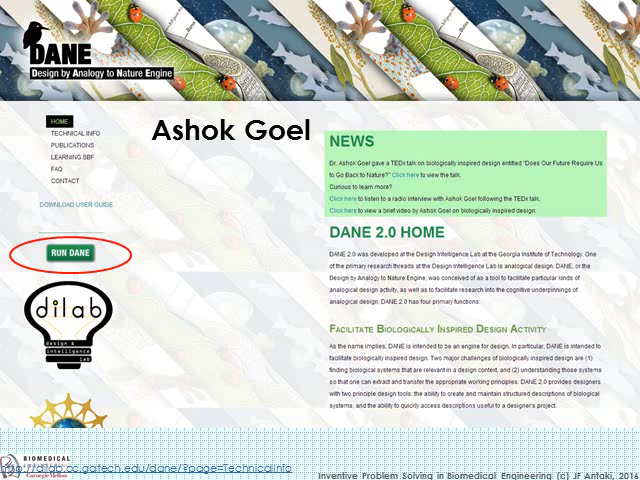 DANE
Design by Analogy to Nature Engine
HOME
TECHNICAL INFO
PUBLICATIONS
LEARNING SBF
FAQ
CONTACT
DOWNLOAD USER GUIDE
RUN DANE
dilab
design &
intelligence
lab
Ashok Goel
NEWS
Dr. Ashok Goel gave a TEDx talk on biologically inspired design entitled "Does Our Future Require Us
to Go Back to Nature?" Click here to view the talk.
Curious to learn more?
Click here to listen to a radio interview with Ashok Goel following the TEDx talk.
Click here to view a brief video by Ashok Goel on biologically inspired design.
DANE 2.0 HOME
DANE 2.0 was developed at the Design Intelligence Lab at the Georgia Institute of Technology. One
of the primary research threads at the Design Intelligence Lab is analogical design. DANE, or the
Design by Analogy to Nature Engine, was conceived of as a tool to facilitate particular kinds of
analogical design activity, as well as to facilitate research into the cognitive underpinnings of
analogical design. DANE 2.0 has four primary functions:
FACILITATE BIOLOGICALLY INSPIRED DESIGN ACTIVITY
As the name implies, DANE is intended to be an engine for design. In particular, DANE is intended to
facilitate biologically inspired design. Two major challenges of biologically inspired design are (1)
finding biological systems that are relevant in a design context, and (2) understanding those systems
so that one can extract and transfer the appropriate working principles. DANE 2.0 provides designers
with two principle design tools: the ability to create and maintain structured descriptions of biological
systems, and the ability to quickly access descriptions useful to a designer's project.
BIOMEDICAL
http://dilab.cc.gatech.edu/dane/?page=TechnicalInfo
Carnegie Mellon
Inventive Problem Solving in Biomedical Engineering (c) JF Antaki, 2016